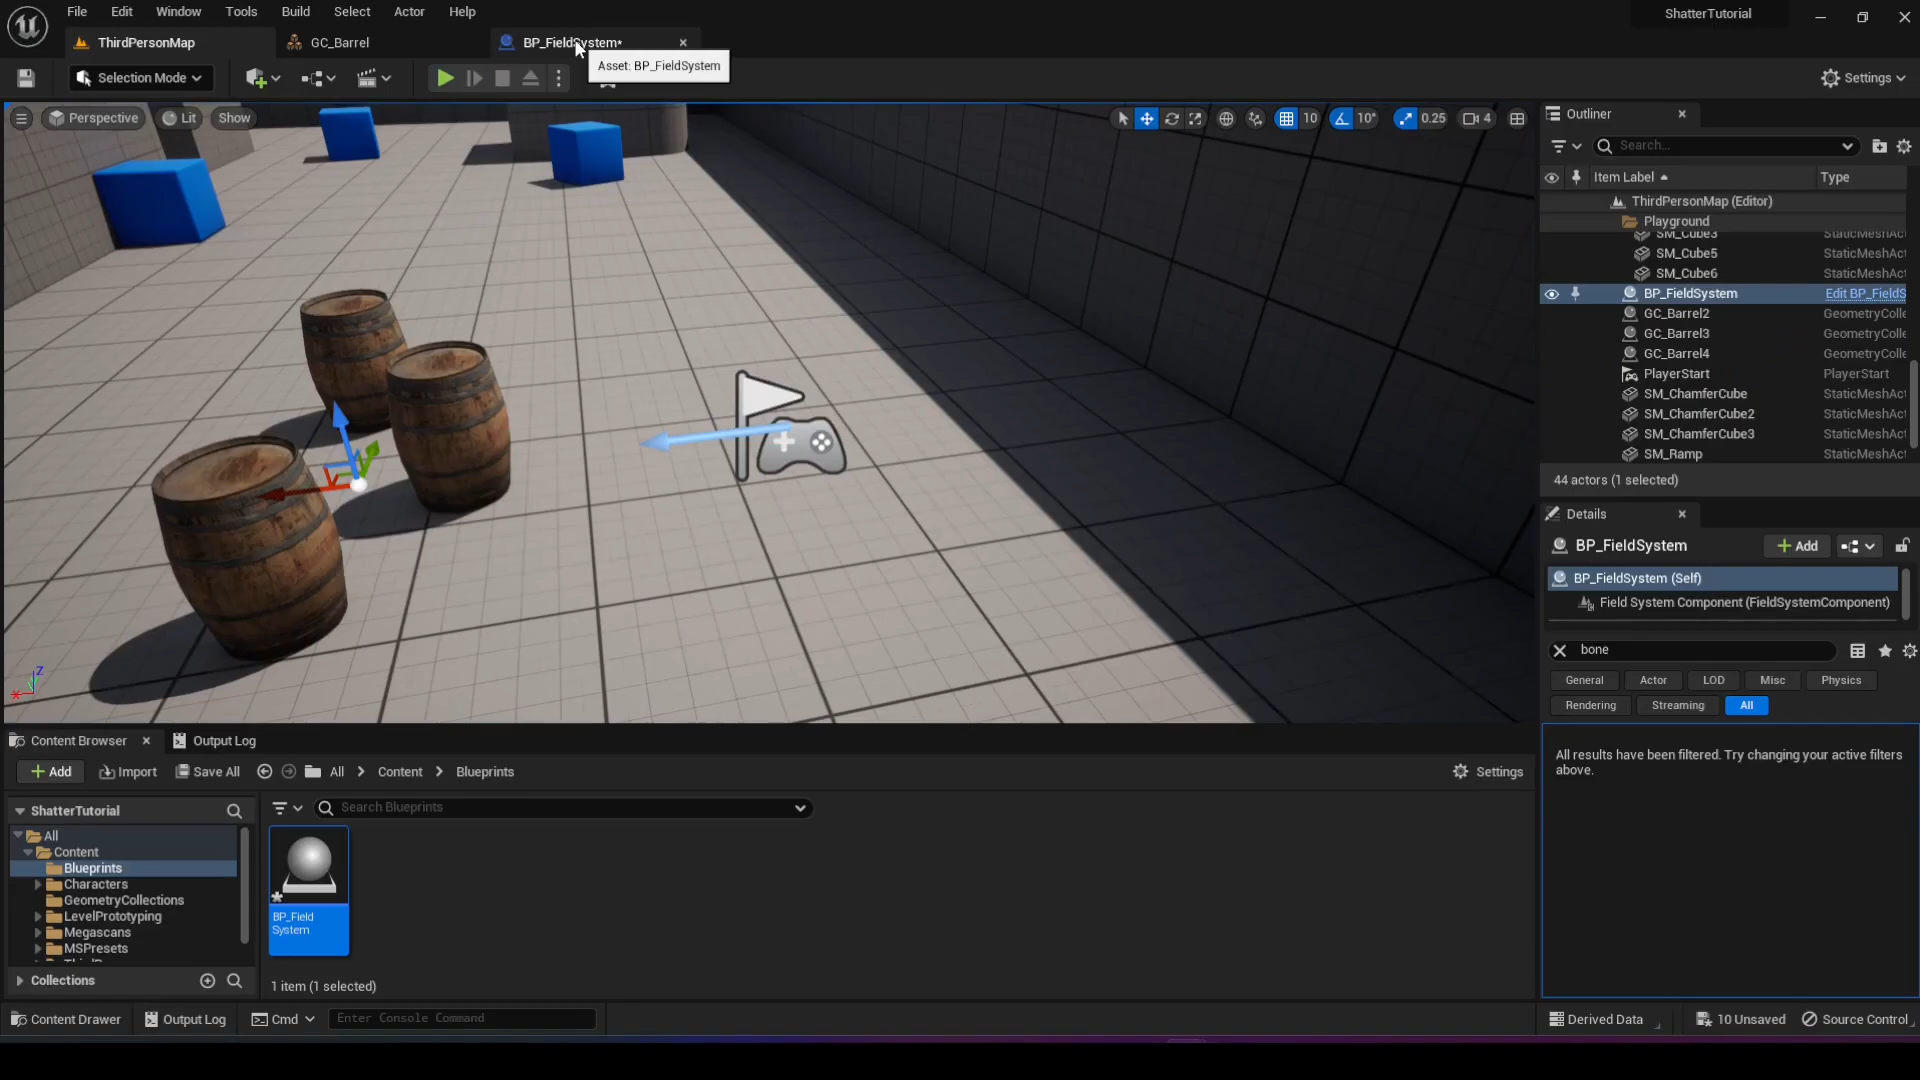 File Edit Window Tools Build Select Actor Help
ShatterTutorial
ThirdPersonMap
GC_Barrel
BP_FieldSystem*
Asset: BP_FieldSystem
Selection Mode
Settings
Perspective
Lit
Show
10
10°
0.25
4
Outliner
Search...
Item Label
Type
ThirdPersonMap (Editor)
Playground
SM_Cube3 StaticMeshAct
SM_Cube5 StaticMeshAct
SM_Cube6 StaticMeshAct
BP_FieldSystem Edit BP_FieldS
GC_Barrel2 GeometryColle
GC_Barrel3 GeometryColle
GC_Barrel4 GeometryColle
PlayerStart PlayerStart
SM_ChamferCube StaticMeshAct
SM_ChamferCube2 StaticMeshAct
SM_ChamferCube3 StaticMeshAct
SM_Ramp StaticMeshAct
44 actors (1 selected)
Details
BP_FieldSystem
Add
BP_FieldSystem (Self)
Field System Component (FieldSystemComponent)
bone
General Actor LOD Misc Physics
Rendering Streaming All
All results have been filtered. Try changing your active filters
above.
Z
X
Content Browser
Output Log
Add
Import
Save All
All
Content
Blueprints
Settings
ShatterTutorial
Search Blueprints
All
Content
Blueprints
Characters
GeometryCollections
LevelPrototyping
Megascans
MSPresets
Collections
BP_Field
System
1 item (1 selected)
Content Drawer
Output Log
Cmd
Enter Console Command
Derived Data
10 Unsaved
Source Control